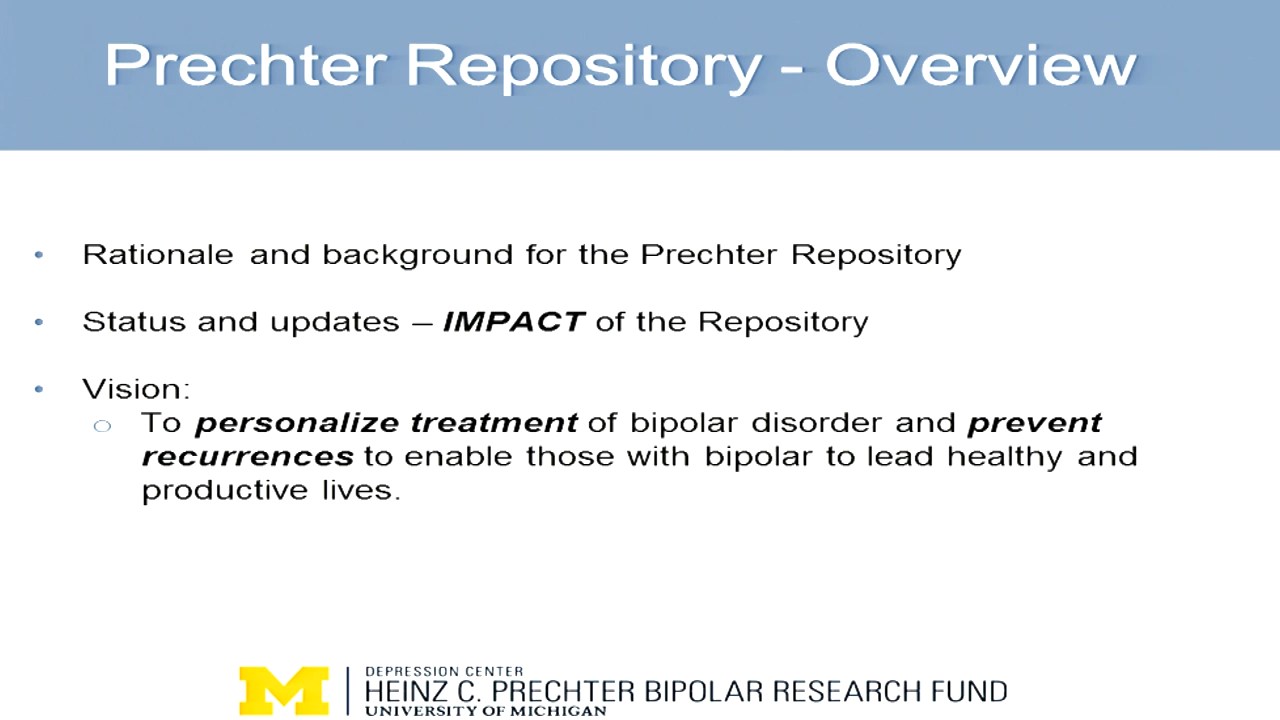 Prechter Repository - Overview
• Rationale and background for the Prechter Repository
• Status and updates – IMPACT of the Repository
• Vision:
○ To personalize treatment of bipolar disorder and prevent
recurrences to enable those with bipolar to lead healthy and
productive lives.
M
DEPRESSION CENTER
HEINZ C. PRECHTER BIPOLAR RESEARCH FUND
UNIVERSITY OF MICHIGAN